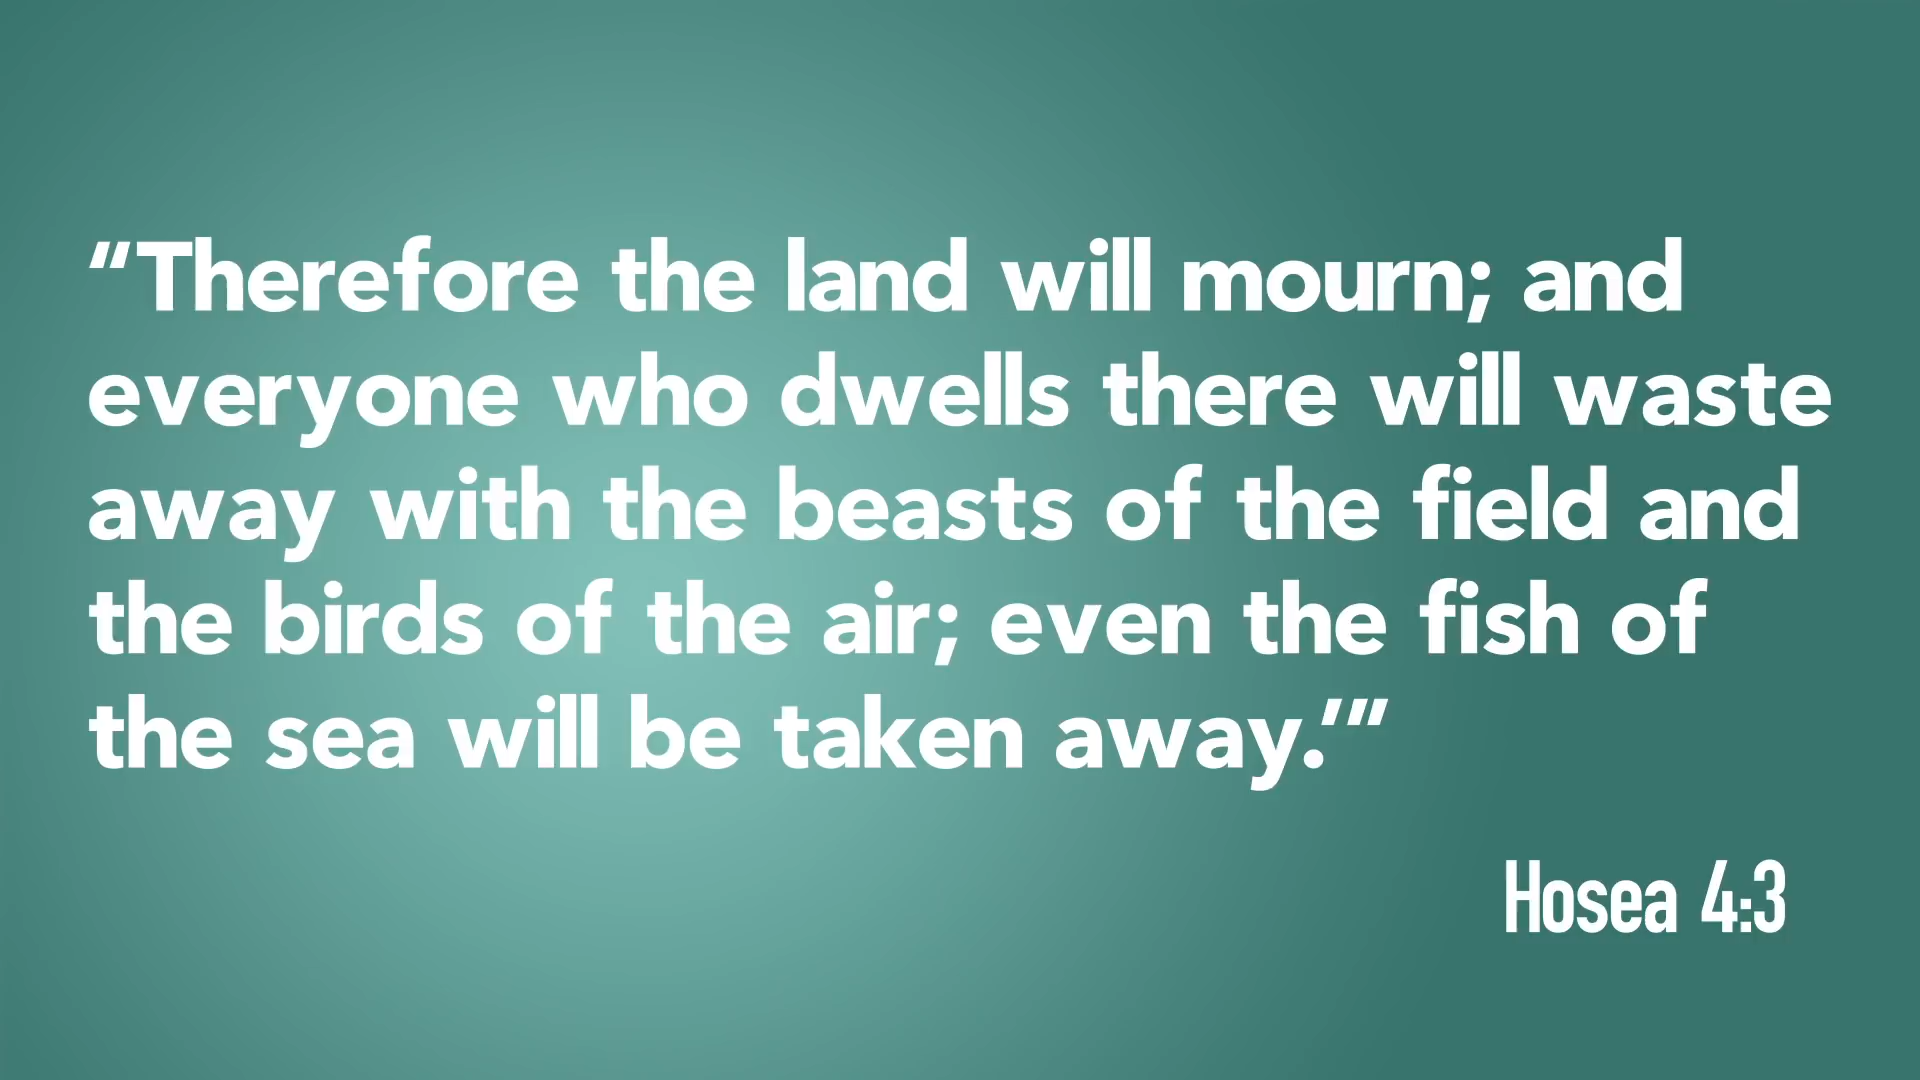 “Therefore the land will mourn; and
everyone who dwells there will waste
away with the beasts of the field and
the birds of the air; even the fish of
the sea will be taken away.’”
Hosea 4:3